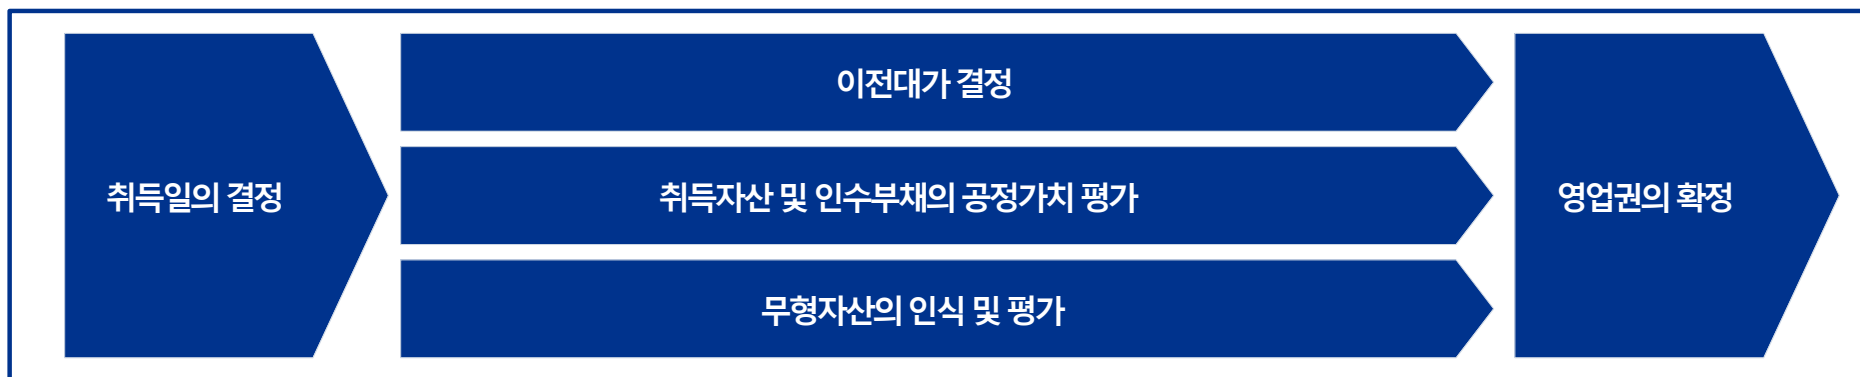 취득일의 결정
이전대가 결정
취득자산 및 인수부채의 공정가치 평가
무형자산의 인식 및 평가
영업권의 확정